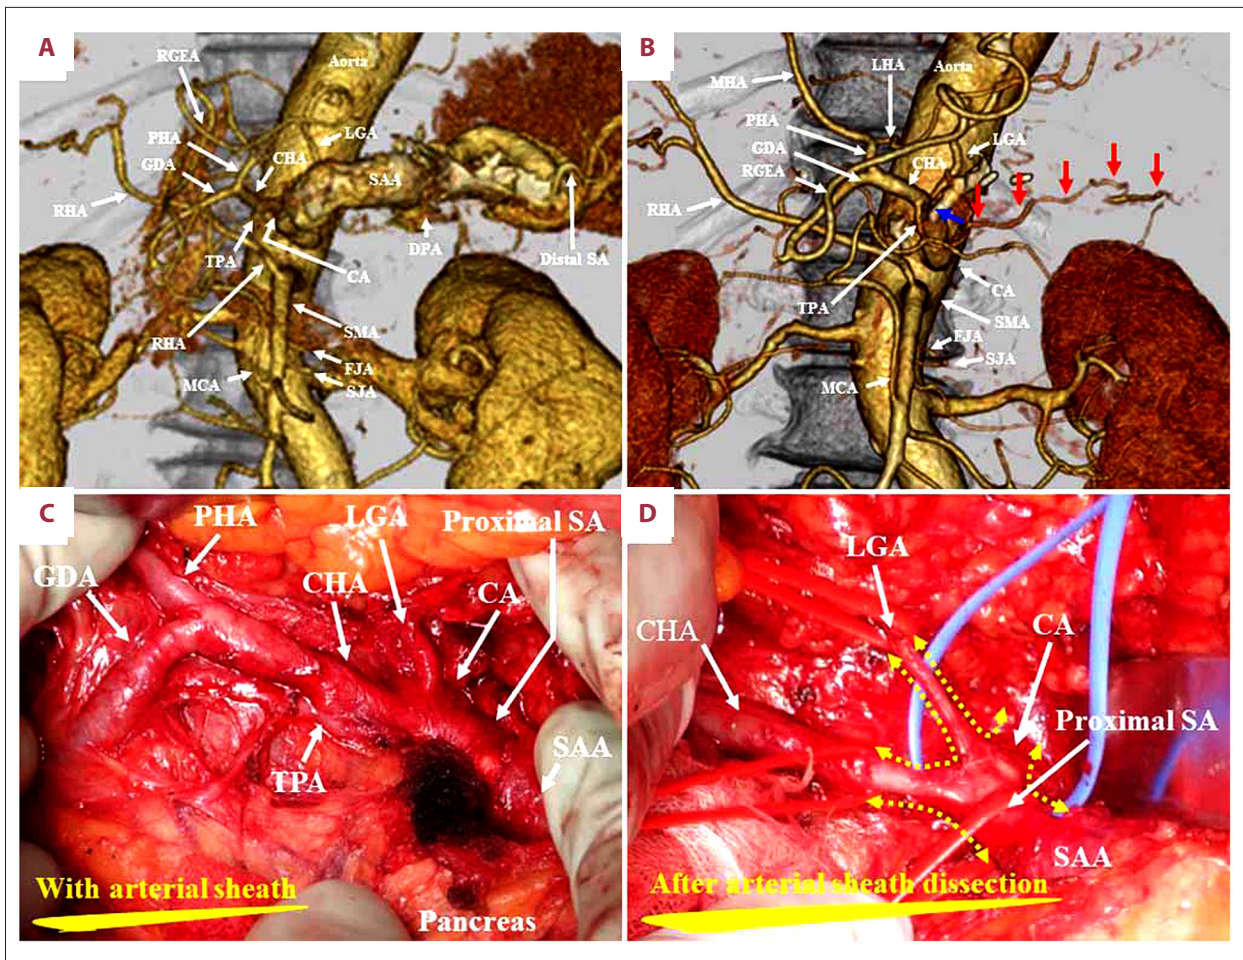 A
RGEA
Aorta
PHA
GDA
CHA
LGA
SAA
RHA
TPA
DPA
CA
Distal SA
RHA
SMA
FJA
MCA
SJA
B
MHA
LHA
Aorta
PHA
GDA
RGEA
CHA
LGA
RHA
TPA
CA
SMA
FJA
SJA
MCA
C
PHA
LGA
Proximal SA
GDA
CHA
CA
SAA
TPA
With arterial sheath
Pancreas
D
LGA
CHA
CA
Proximal SA
SAA
After arterial sheath dissection